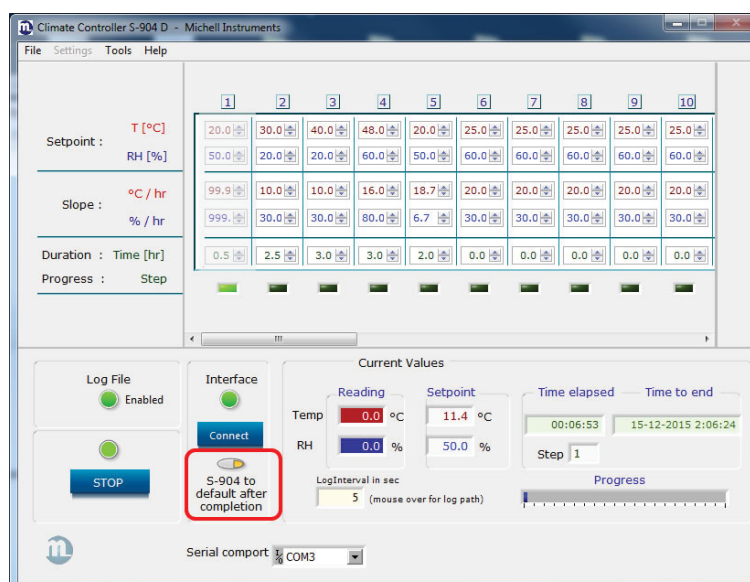 Climate Controller S-904 D - Michell Instruments
File Settings Tools Help
1 2 3 4 5 6 7 8 9 10
Setpoint :
T [°C] 20.0 30.0 40.0 48.0 20.0 25.0 25.0 25.0 25.0 25.0
RH [%] 50.0 20.0 20.0 60.0 50.0 60.0 60.0 60.0 60.0 60.0
Slope :
°C / hr 99.9 10.0 10.0 16.0 18.7 20.0 20.0 20.0 20.0 20.0
% / hr 999. 30.0 30.0 80.0 6.7 30.0 30.0 30.0 30.0 30.0
Duration : Time [hr] 0.5 2.5 3.0 3.0 2.0 0.0 0.0 0.0 0.0 0.0
Progress : Step
Log File
Enabled
STOP
Interface
Connect
S-904 to
default after
completion
Current Values
Reading Setpoint
Temp 0.0 °C 11.4 °C
RH 0.0 % 50.0 %
LogInterval in sec
5 (mouse over for log path)
Time elapsed Time to end
00:06:53 15-12-2015 2:06:24
Step 1
Progress
m
Serial comport I/O COM3